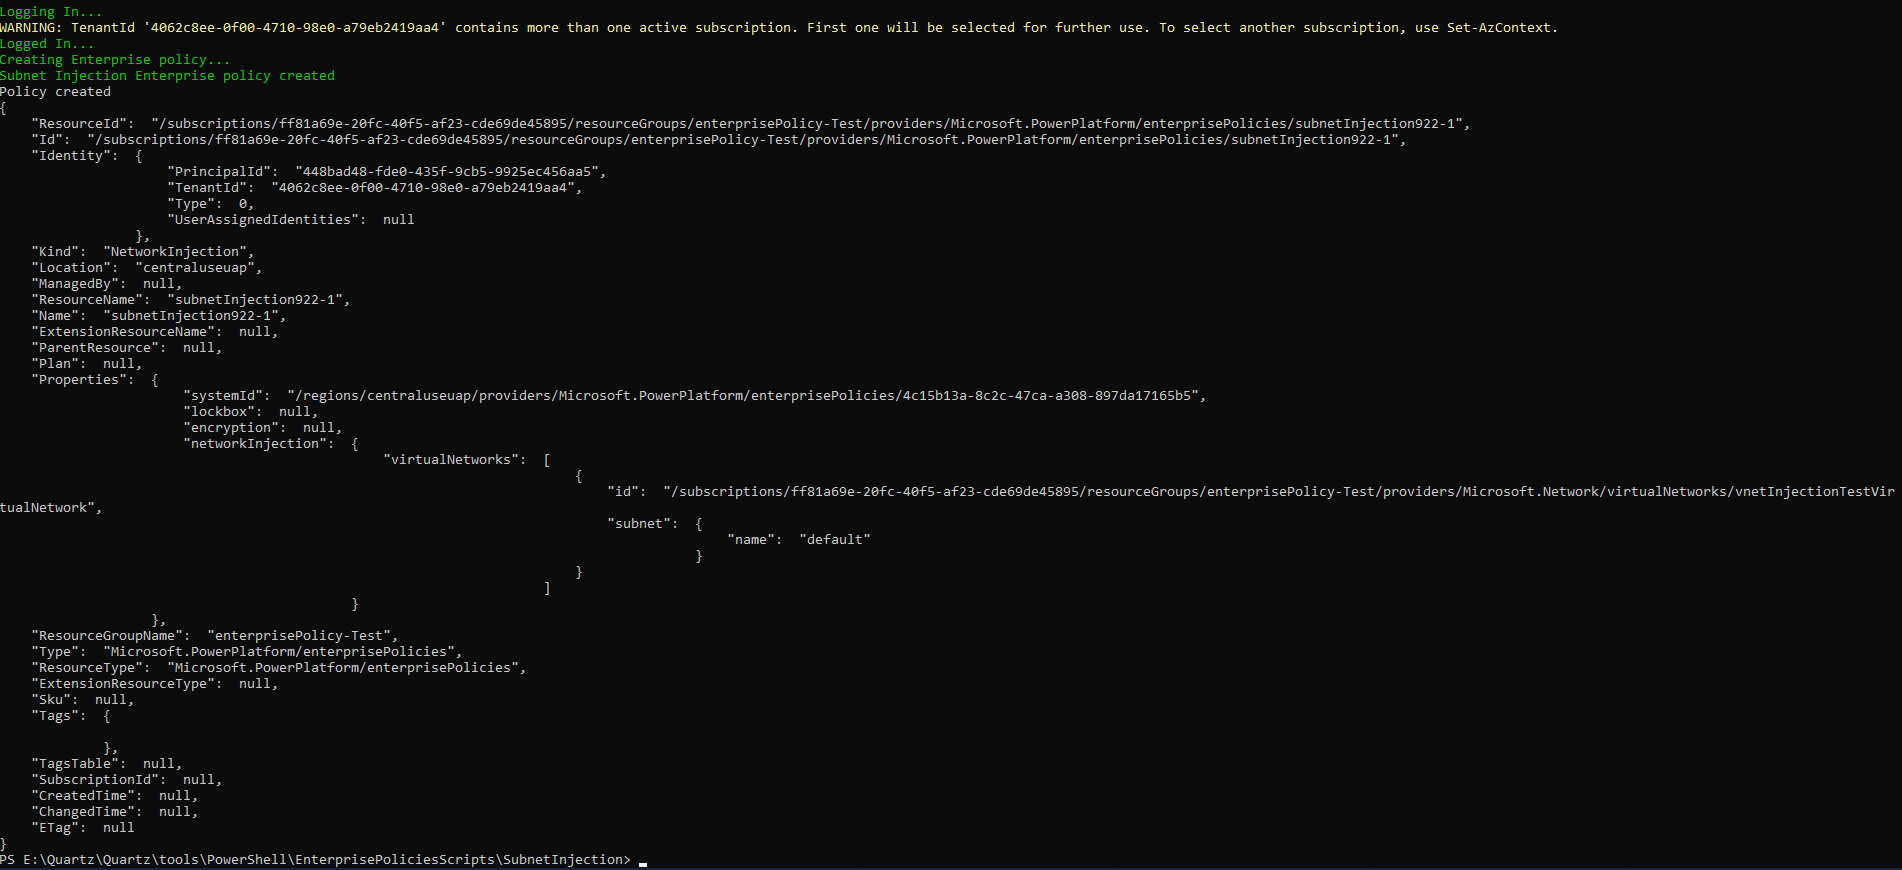 Logging In...
WARNING: TenantId '4062c8ee-0f00-4710-98e0-a79eb2419aa4' contains more than one active subscription. First one will be selected for further use. To select another subscription, use Set-AzContext.
Logged In...
Creating Enterprise policy...
Subnet Injection Enterprise policy created
Policy created
{
    "ResourceId":  "/subscriptions/ff81a69e-20fc-40f5-af23-cde69de45895/resourceGroups/enterprisePolicy-Test/providers/Microsoft.PowerPlatform/enterprisePolicies/subnetInjection922-1",
    "Id":  "/subscriptions/ff81a69e-20fc-40f5-af23-cde69de45895/resourceGroups/enterprisePolicy-Test/providers/Microsoft.PowerPlatform/enterprisePolicies/subnetInjection922-1",
    "Identity":  {
                     "PrincipalId":  "448bad48-fde0-435f-9cb5-9925ec456aa5",
                     "TenantId":  "4062c8ee-0f00-4710-98e0-a79eb2419aa4",
                     "Type":  0,
                     "UserAssignedIdentities":  null
                 },
    "Kind":  "NetworkInjection",
    "Location":  "centraluseuap",
    "ManagedBy":  null,
    "ResourceName":  "subnetInjection922-1",
    "Name":  "subnetInjection922-1",
    "ExtensionResourceName":  null,
    "ParentResource":  null,
    "Plan":  null,
    "Properties":  {
                       "systemId":  "/regions/centraluseuap/providers/Microsoft.PowerPlatform/enterprisePolicies/4c15b13a-8c2c-47ca-a308-897da17165b5",
                       "lockbox":  null,
                       "encryption":  null,
                       "networkInjection":  {
                                                "virtualNetworks":  [
                                                                        {
                                                                            "id":  "/subscriptions/ff81a69e-20fc-40f5-af23-cde69de45895/resourceGroups/enterprisePolicy-Test/providers/Microsoft.Network/virtualNetworks/vnetInjectionTestVir
tualNetwork",
                                                                            "subnet":  {
                                                                                           "name":  "default"
                                                                                       }
                                                                        }
                                                                    ]
                                            }
                   },
    "ResourceGroupName":  "enterprisePolicy-Test",
    "Type":  "Microsoft.PowerPlatform/enterprisePolicies",
    "ResourceType":  "Microsoft.PowerPlatform/enterprisePolicies",
    "ExtensionResourceType":  null,
    "Sku":  null,
    "Tags":  {

             },
    "TagsTable":  null,
    "SubscriptionId":  null,
    "CreatedTime":  null,
    "ChangedTime":  null,
    "ETag":  null
}
PS E:\Quartz\Quartz\tools\PowerShell\EnterprisePoliciesScripts\SubnetInjection>